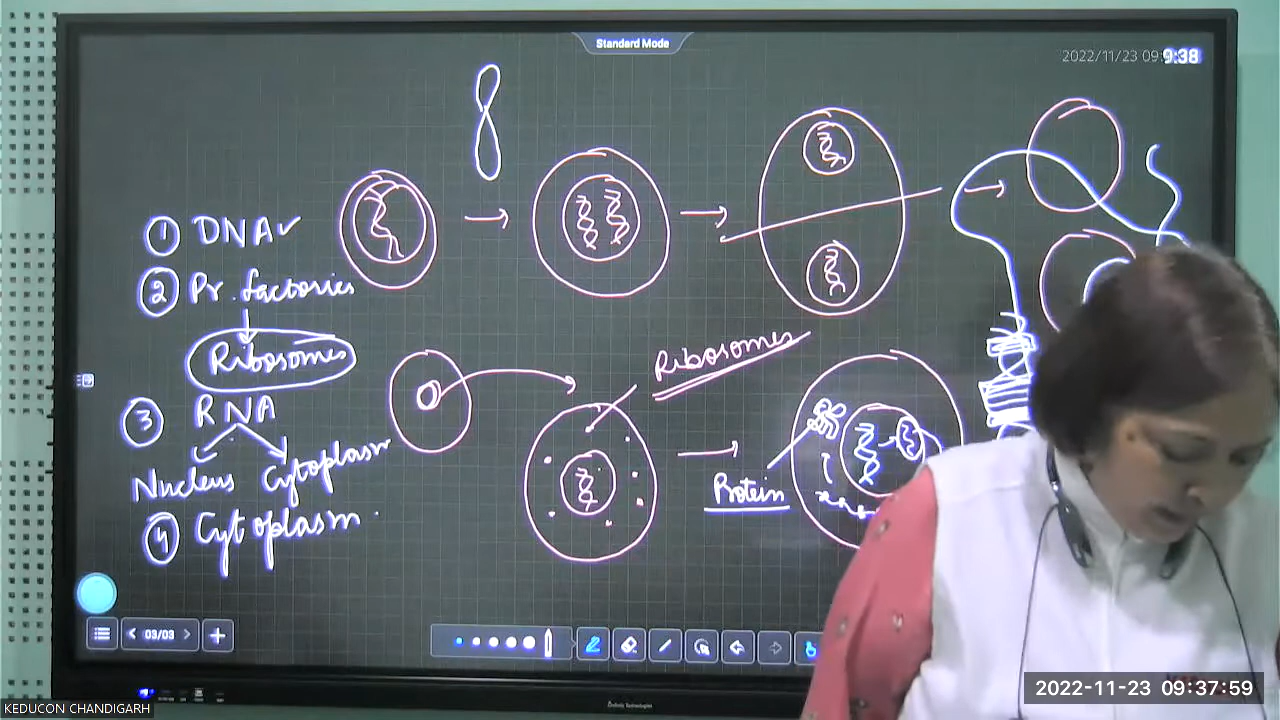 Standard Mode
2022/11/23 09:
9:38
① DNA✓
② Pr. factories
Ribosomes
③ RNA
Nucleus Cytoplasm
④ Cytoplasm
Ribosomes
Protein
03/03
KEDUCON CHANDIGARH
2022-11-23 09:37:59